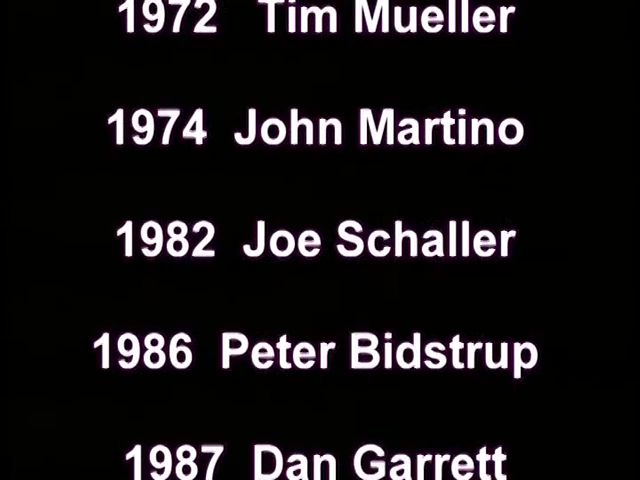 1972 Tim Mueller
1974 John Martino
1982 Joe Schaller
1986 Peter Bidstrup
1987 Dan Garrett